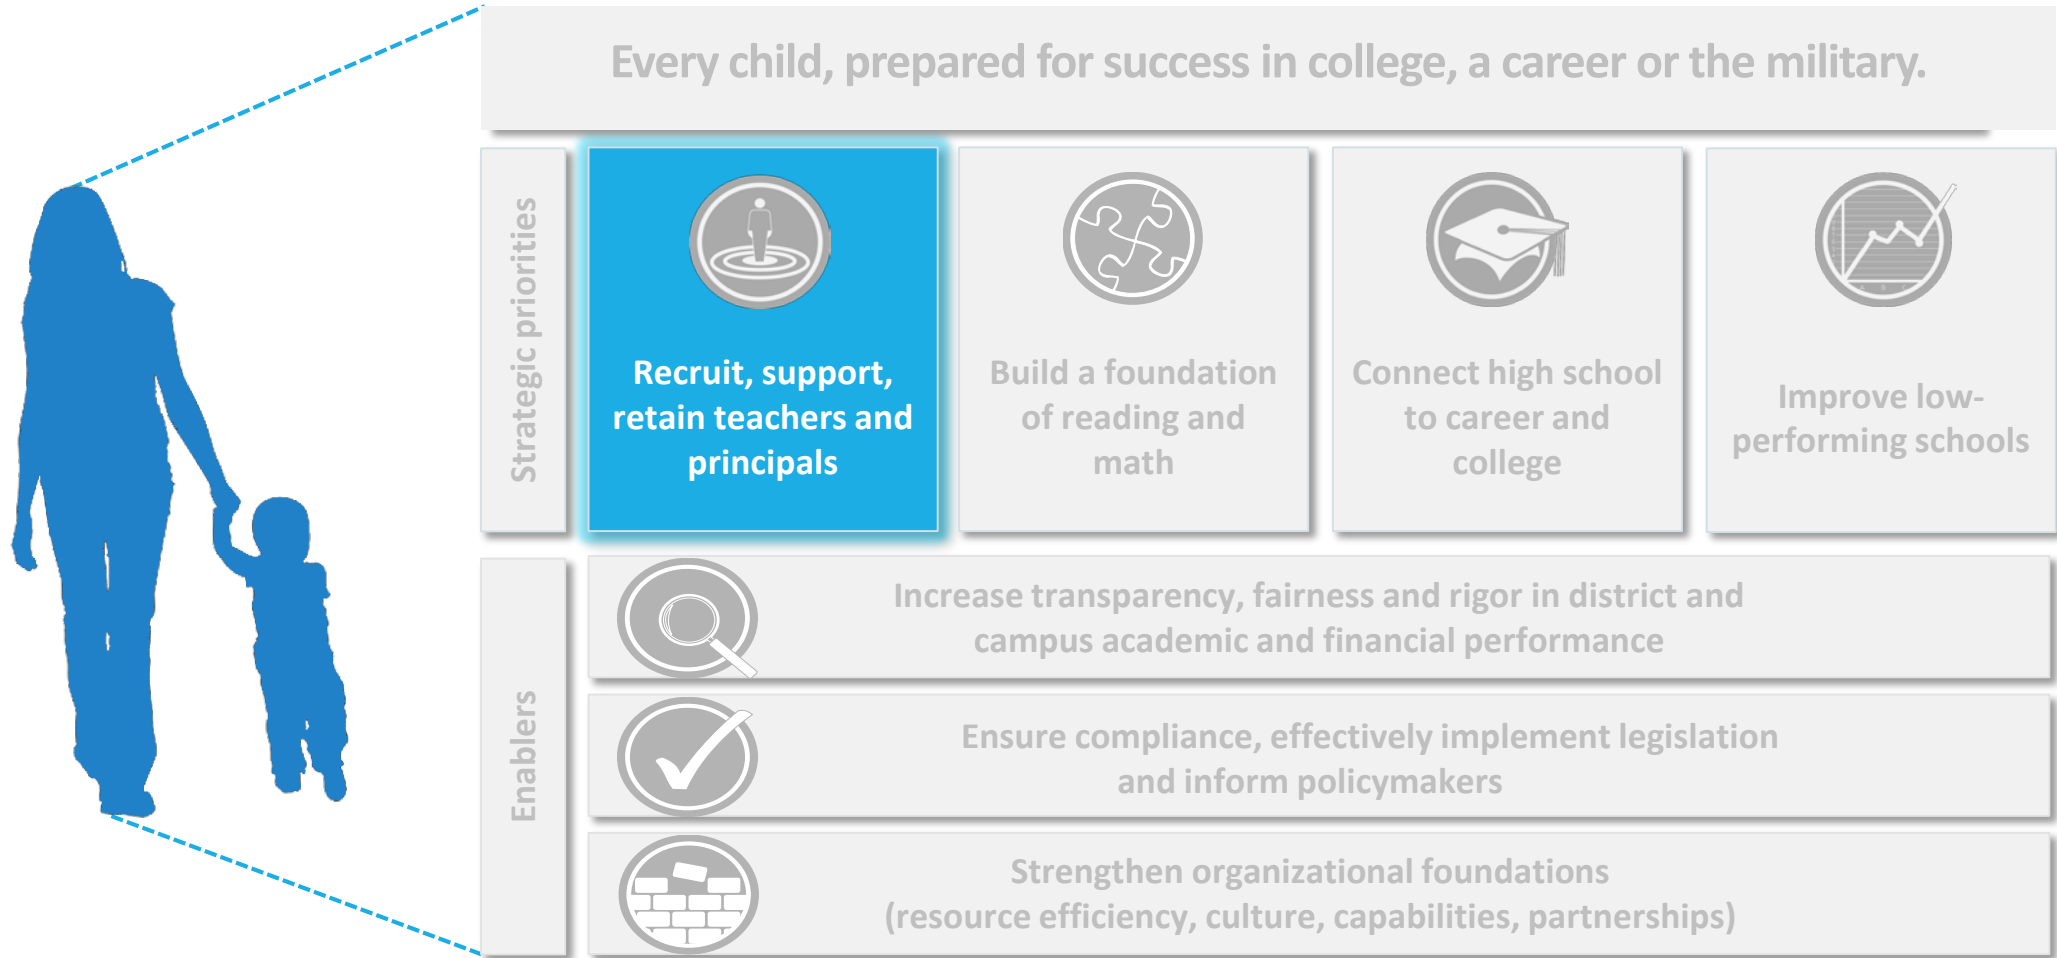 Every child, prepared for success in college, a career or the military.
Strategic priorities
Recruit, support,
retain teachers and
principals
Build a foundation
of reading and
math
Connect high school
to career and
college
Improve low-
performing schools
Enablers
Increase transparency, fairness and rigor in district and
campus academic and financial performance
Ensure compliance, effectively implement legislation
and inform policymakers
Strengthen organizational foundations
(resource efficiency, culture, capabilities, partnerships)